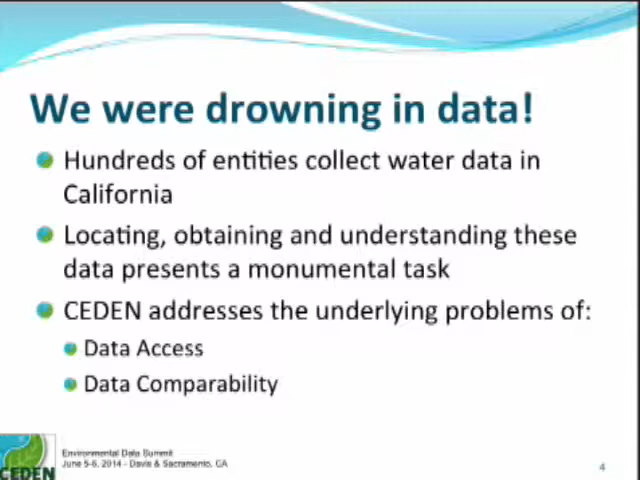 We were drowning in data!
Hundreds of entities collect water data in
California
Locating, obtaining and understanding these
data presents a monumental task
CEDEN addresses the underlying problems of:
Data Access
Data Comparability
Environmental Data Summit
June 5-6, 2014 - Davis & Sacramento, CA
CEDEN
4